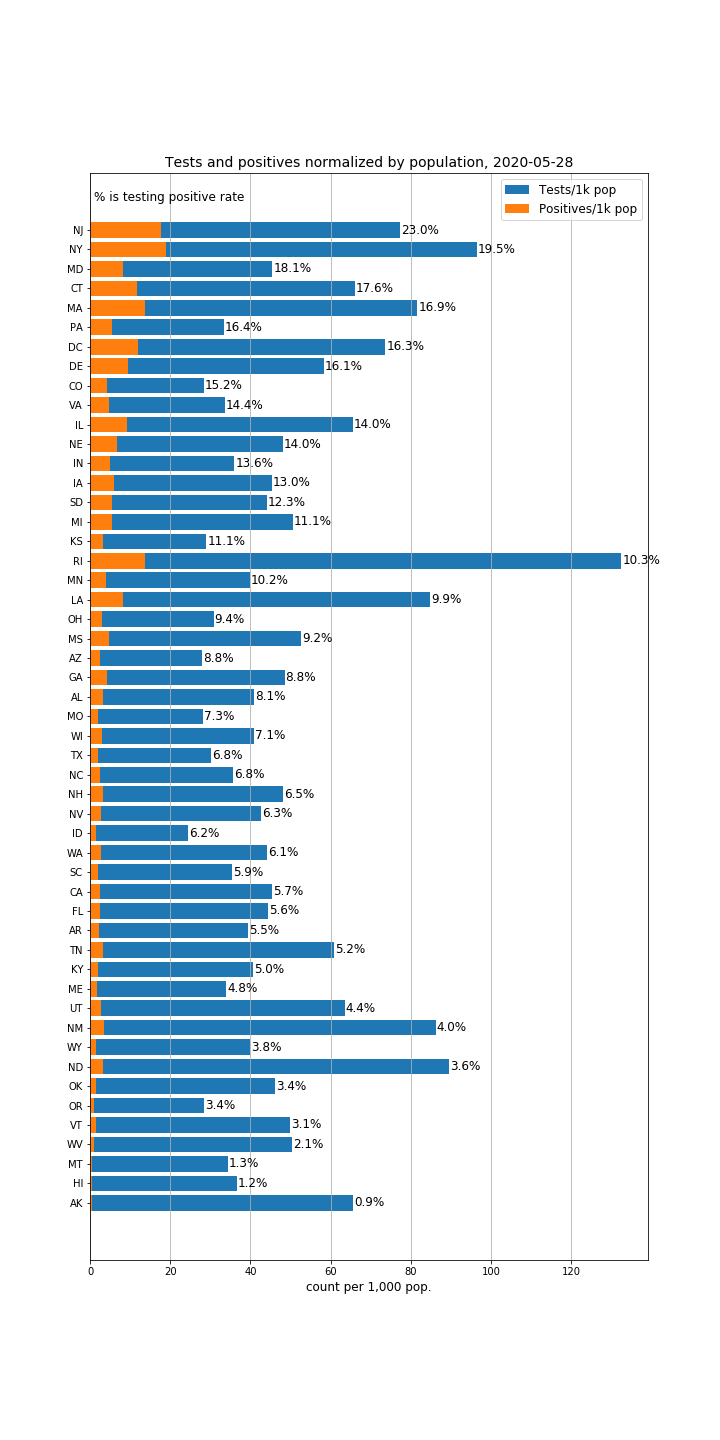 Tests and positives normalized by population, 2020-05-28
% is testing positive rate
Tests/1k pop
Positives/1k pop
NJ 23.0%
NY 19.5%
MD 18.1%
CT 17.6%
MA 16.9%
PA 16.4%
DC 16.3%
DE 16.1%
CO 15.2%
VA 14.4%
IL 14.0%
NE 14.0%
IN 13.6%
IA 13.0%
SD 12.3%
MI 11.1%
KS 11.1%
RI 10.3%
MN 10.2%
LA 9.9%
OH 9.4%
MS 9.2%
AZ 8.8%
GA 8.8%
AL 8.1%
MO 7.3%
WI 7.1%
TX 6.8%
NC 6.8%
NH 6.5%
NV 6.3%
ID 6.2%
WA 6.1%
SC 5.9%
CA 5.7%
FL 5.6%
AR 5.5%
TN 5.2%
KY 5.0%
ME 4.8%
UT 4.4%
NM 4.0%
WY 3.8%
ND 3.6%
OK 3.4%
OR 3.4%
VT 3.1%
WV 2.1%
MT 1.3%
HI 1.2%
AK 0.9%
0 20 40 60 80 100 120
count per 1,000 pop.